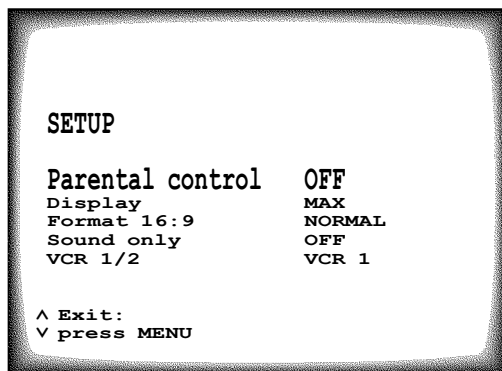 SETUP
Parental control OFF
Display MAX
Format 16:9 NORMAL
Sound only OFF
VCR 1/2 VCR 1
^ Exit:
v press MENU